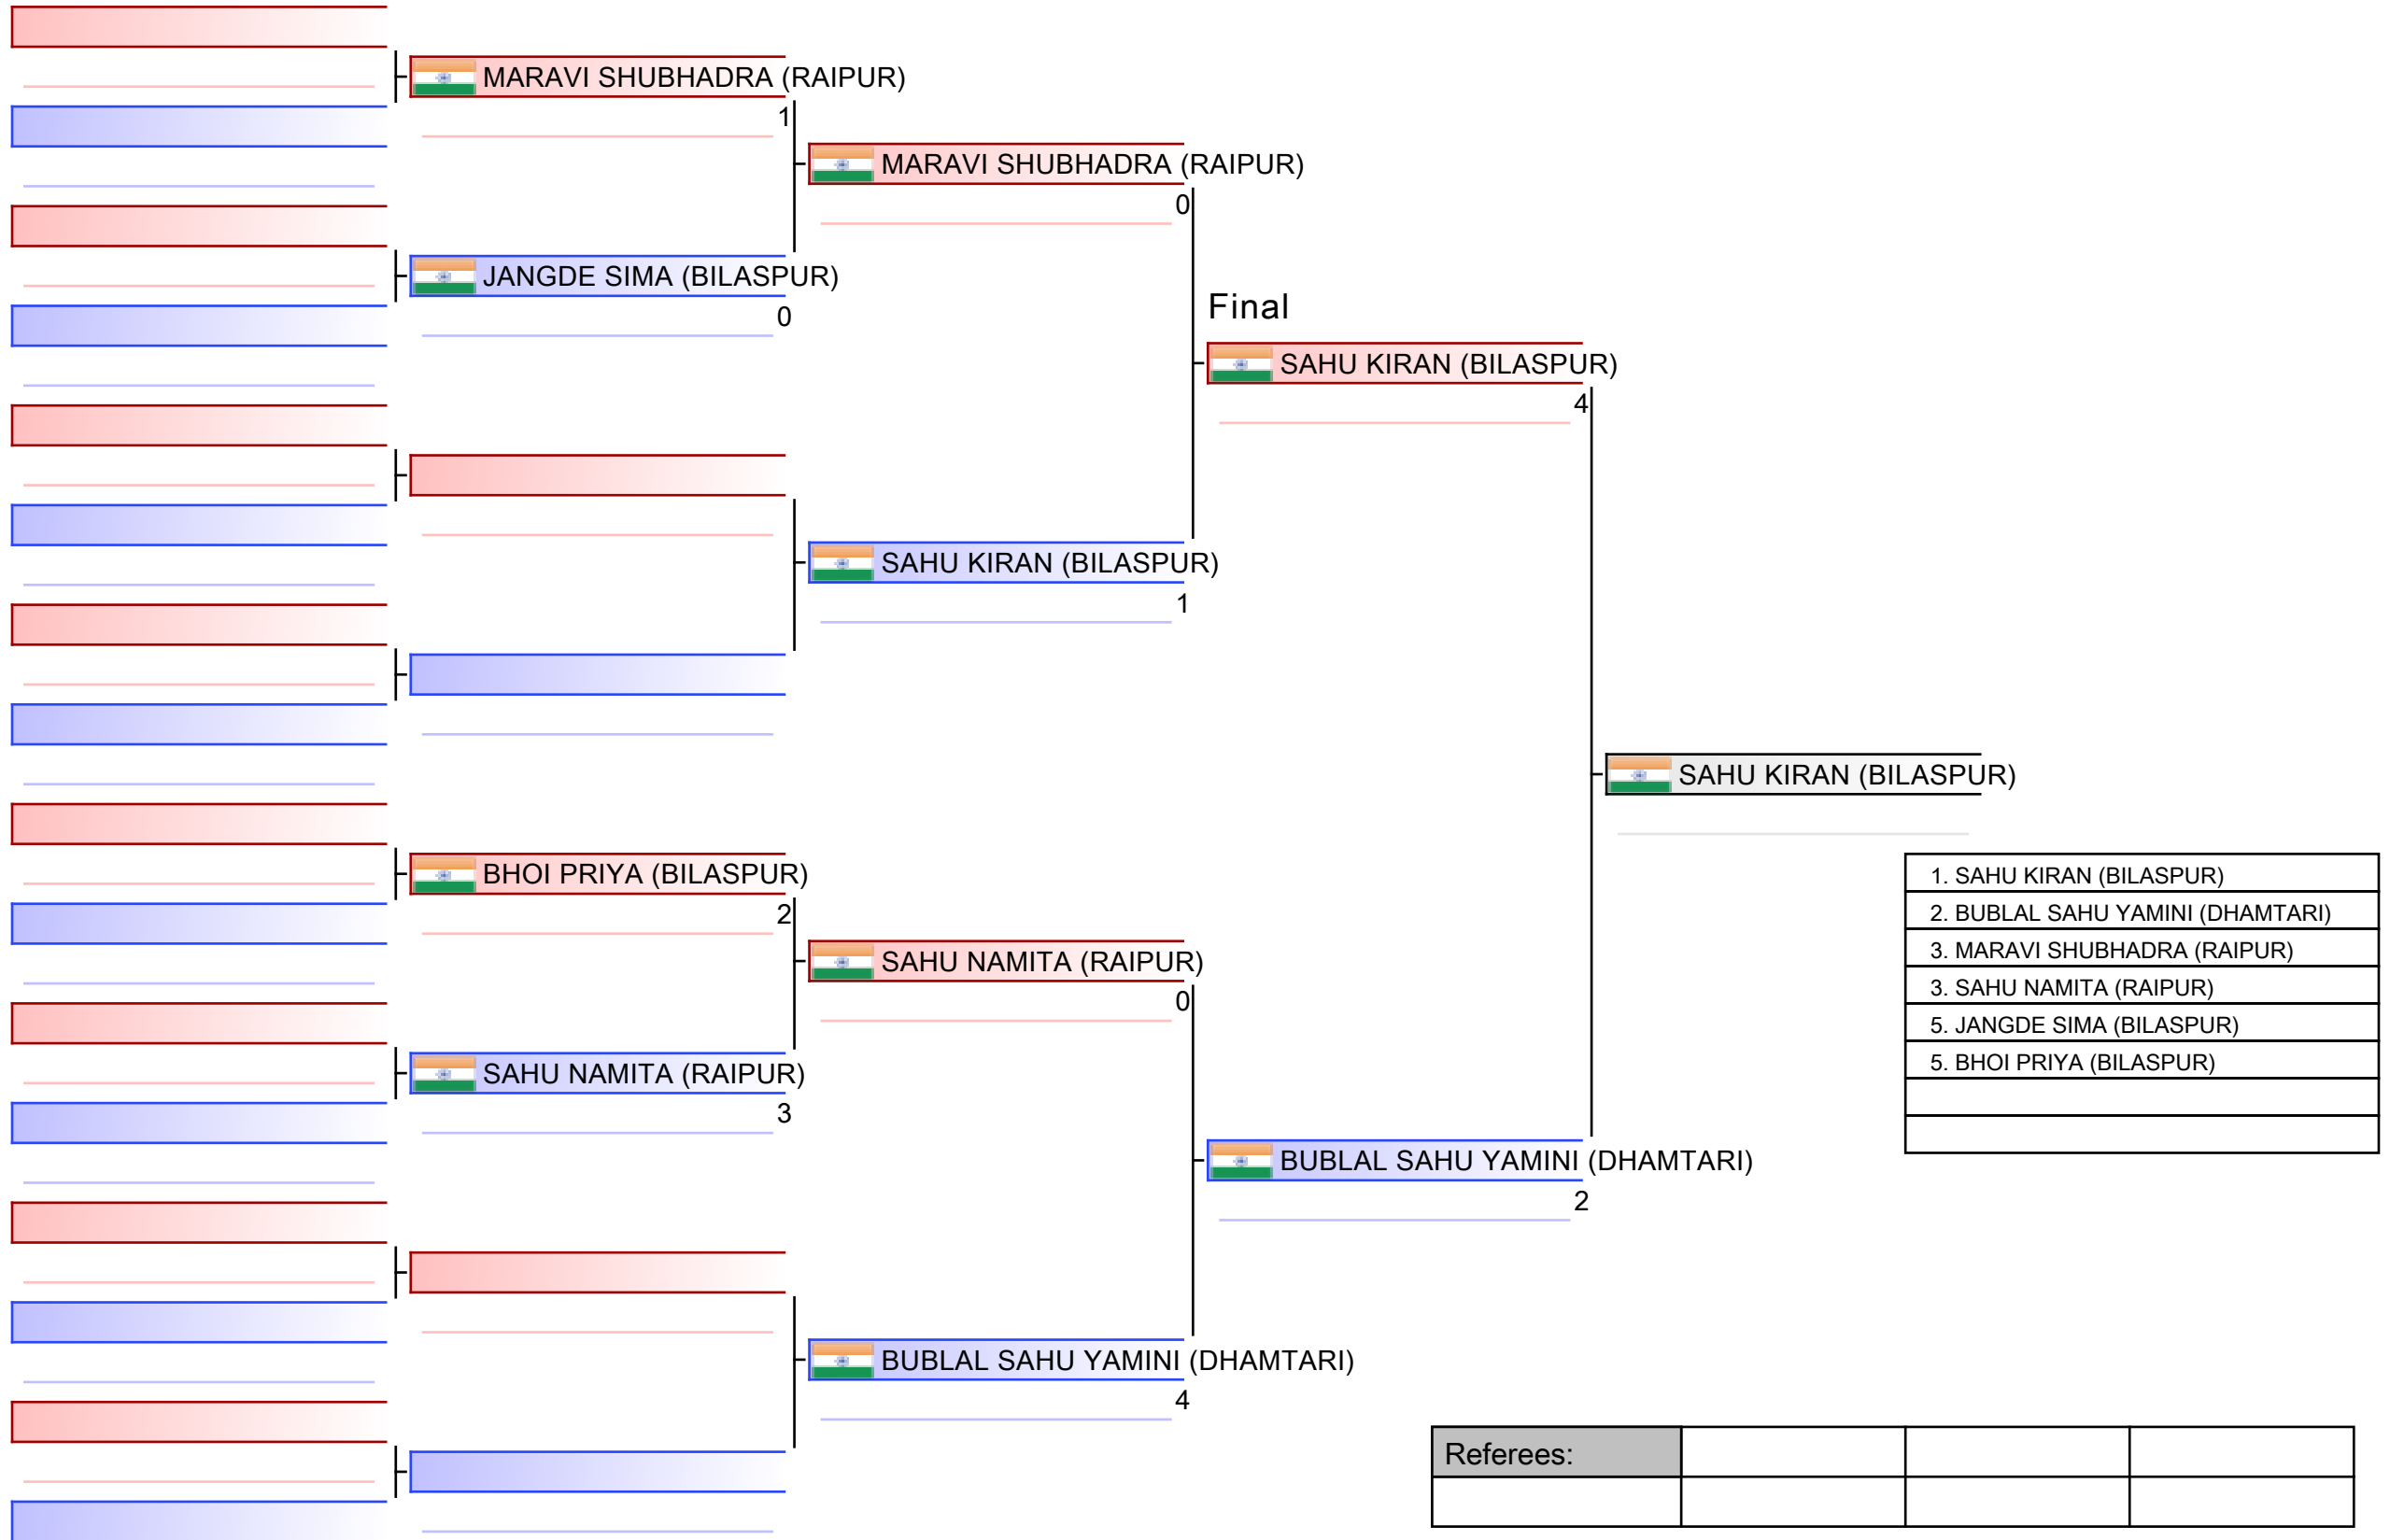 MARAVI SHUBHADRA (RAIPUR)
1
JANGDE SIMA (BILASPUR)
0
BHOI PRIYA (BILASPUR)
2
SAHU NAMITA (RAIPUR)
3
MARAVI SHUBHADRA (RAIPUR)
0
SAHU KIRAN (BILASPUR)
1
SAHU NAMITA (RAIPUR)
0
BUBLAL SAHU YAMINI (DHAMTARI)
4
Final
SAHU KIRAN (BILASPUR)
4
BUBLAL SAHU YAMINI (DHAMTARI)
2
SAHU KIRAN (BILASPUR)
1. SAHU KIRAN (BILASPUR)
2. BUBLAL SAHU YAMINI (DHAMTARI)
3. MARAVI SHUBHADRA (RAIPUR)
3. SAHU NAMITA (RAIPUR)
5. JANGDE SIMA (BILASPUR)
5. BHOI PRIYA (BILASPUR)
Referees: